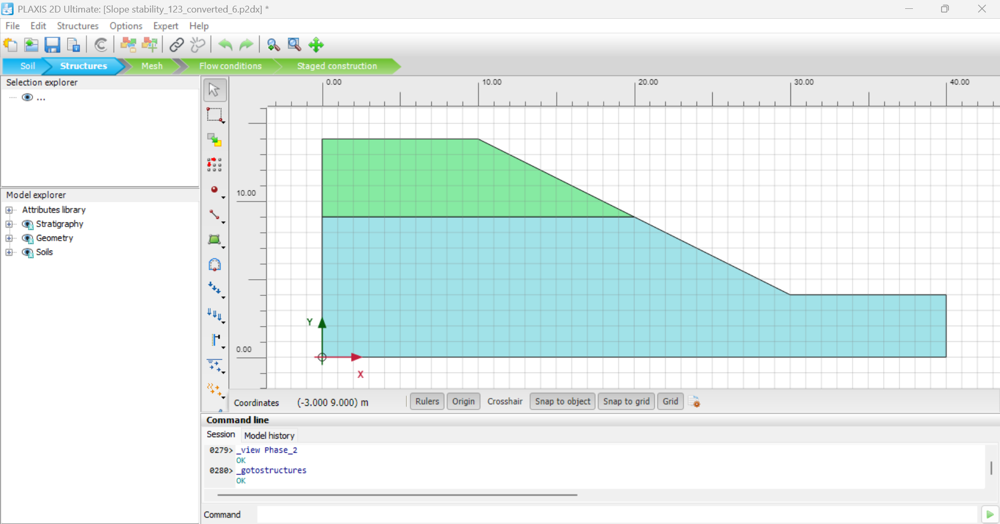 PLAXIS 2D Ultimate: [Slope stability_123_converted_6.p2dx] *
File Edit Structures Options Expert Help
Soil Structures Mesh Flow conditions Staged construction
Selection explorer
...
Model explorer
Attributes library
Stratigraphy
Geometry
Soils
0.00 10.00 20.00 30.00 40.00
10.00
0.00
Y
X
Coordinates (-3.000 9.000) m Rulers Origin Crosshair Snap to object Snap to grid Grid
Command line
Session Model history
0279> _view Phase_2
OK
0280> _gotostructures
OK
Command